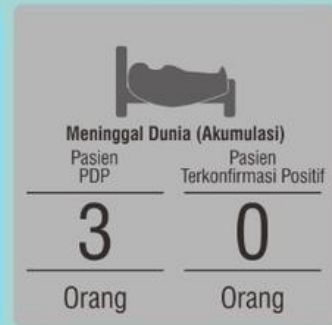 Meninggal Dunia (Akumulasi)
Pasien
PDP
3
Orang
Pasien
Terkonfirmasi Positif
0
Orang